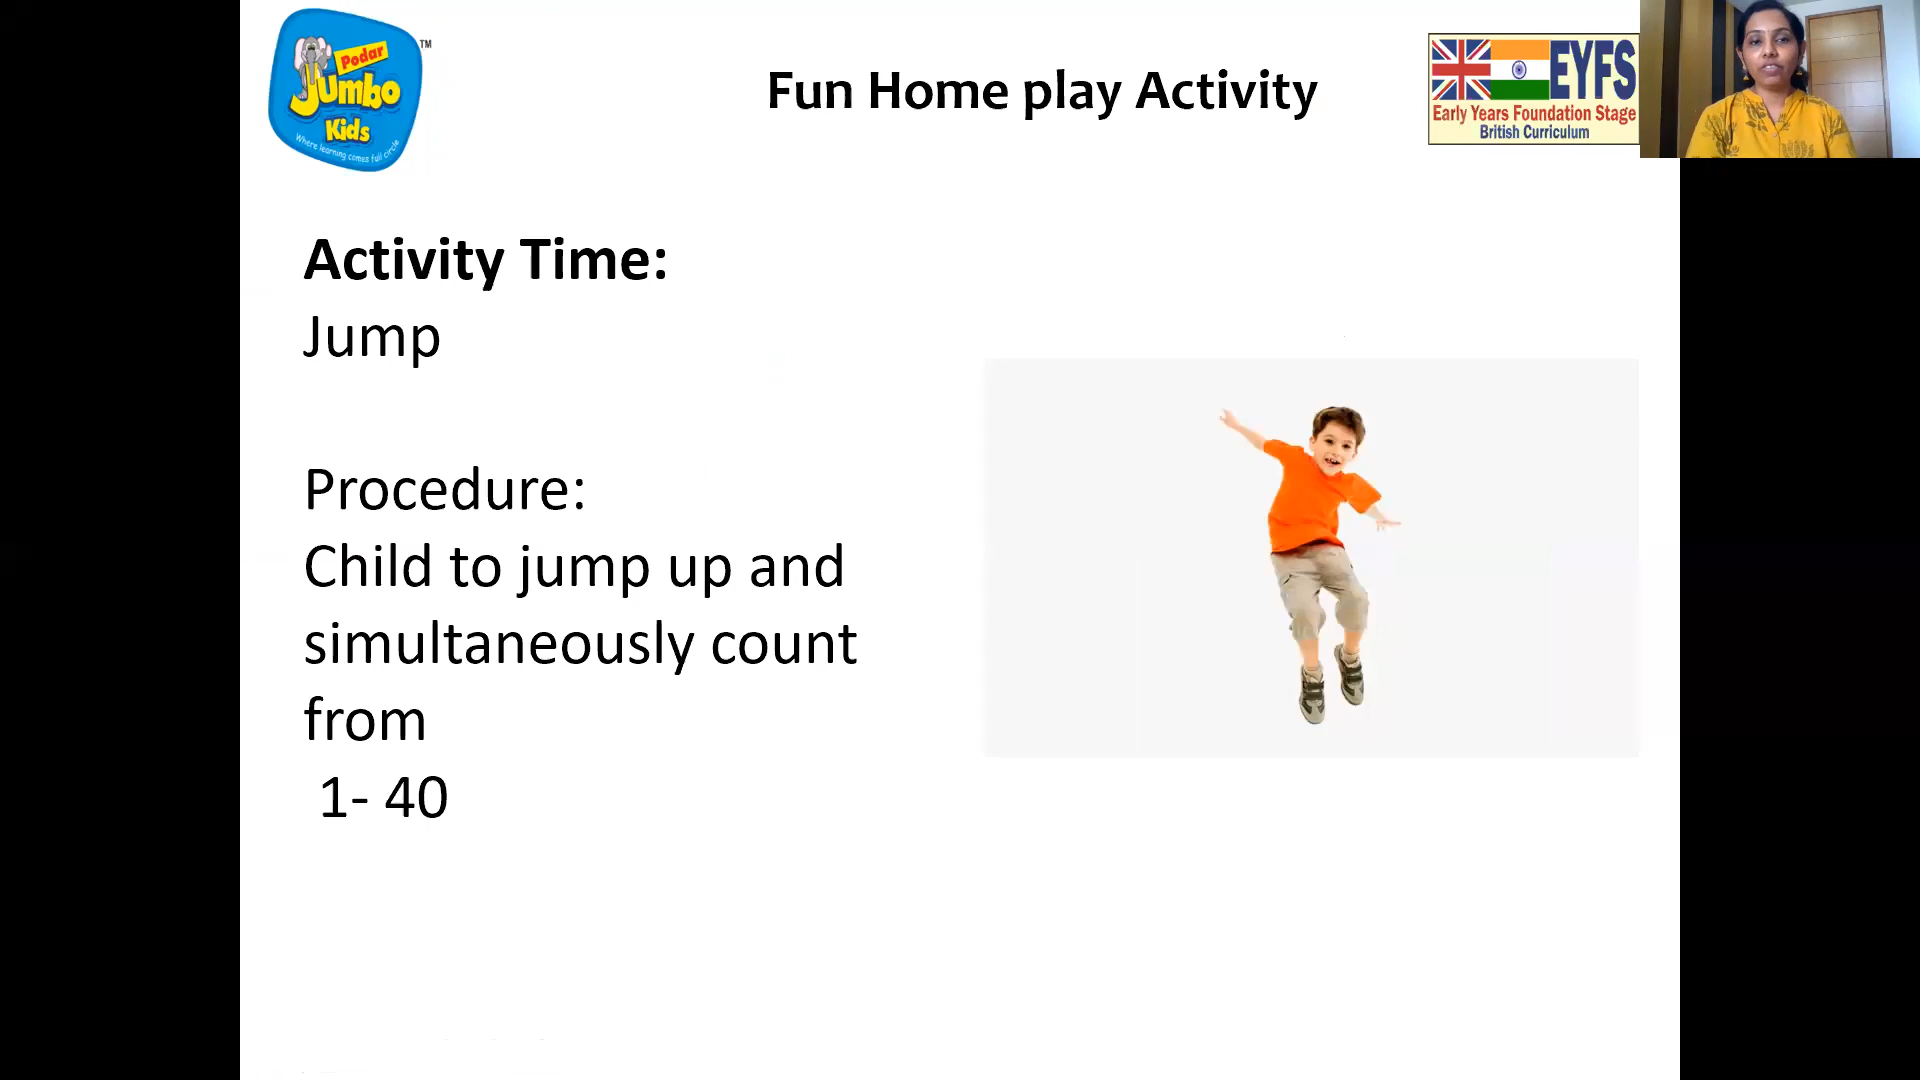 Podar
Jumbo
Kids
Where learning comes full circle
TM
Fun Home play Activity
EYFS
Early Years Foundation Stage
British Curriculum
Activity Time:
Jump
Procedure:
Child to jump up and
simultaneously count
from
1- 40